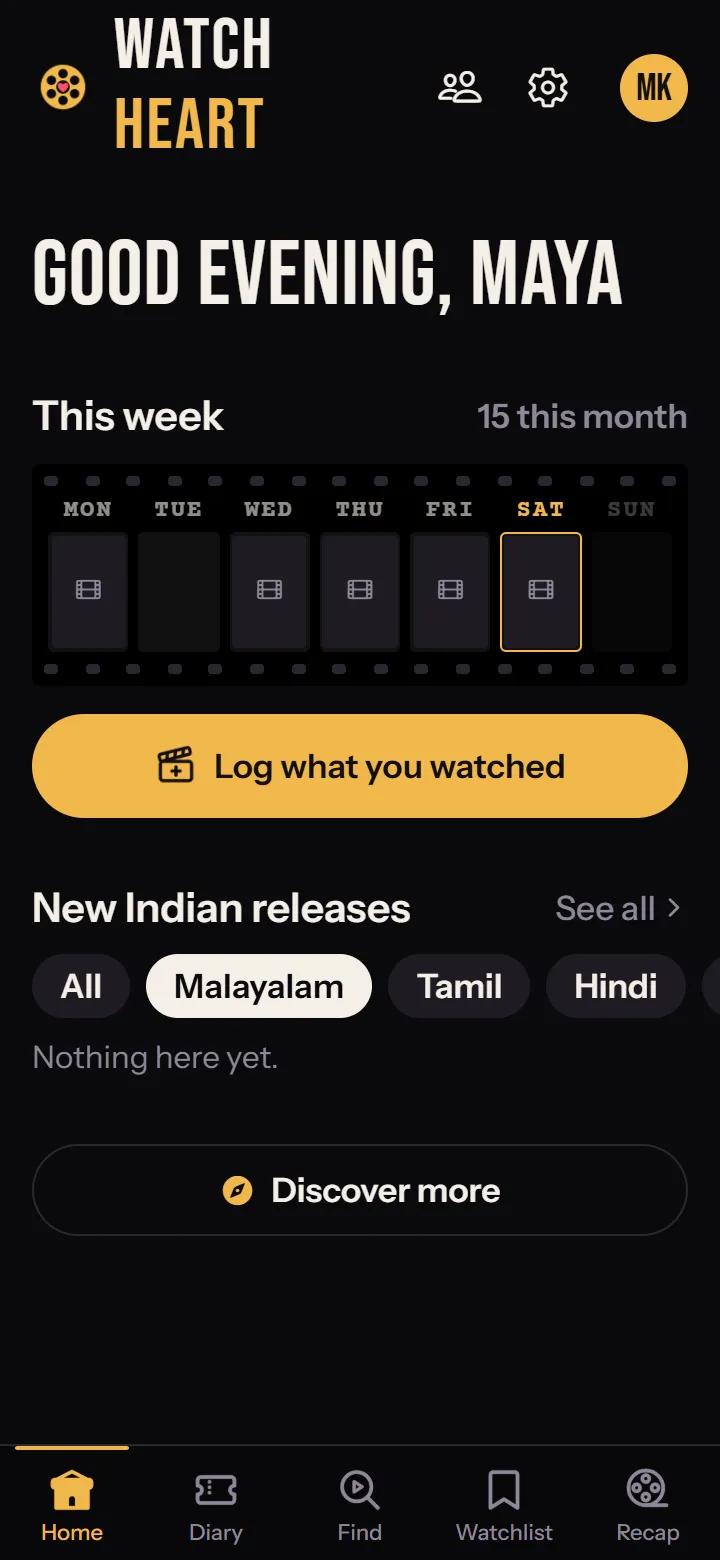 WATCH
HEART
MK
GOOD EVENING, MAYA
This week
15 this month
MON TUE WED THU FRI SAT SUN
Log what you watched
New Indian releases
See all
All Malayalam Tamil Hindi
Nothing here yet.
Discover more
Home Diary Find Watchlist Recap